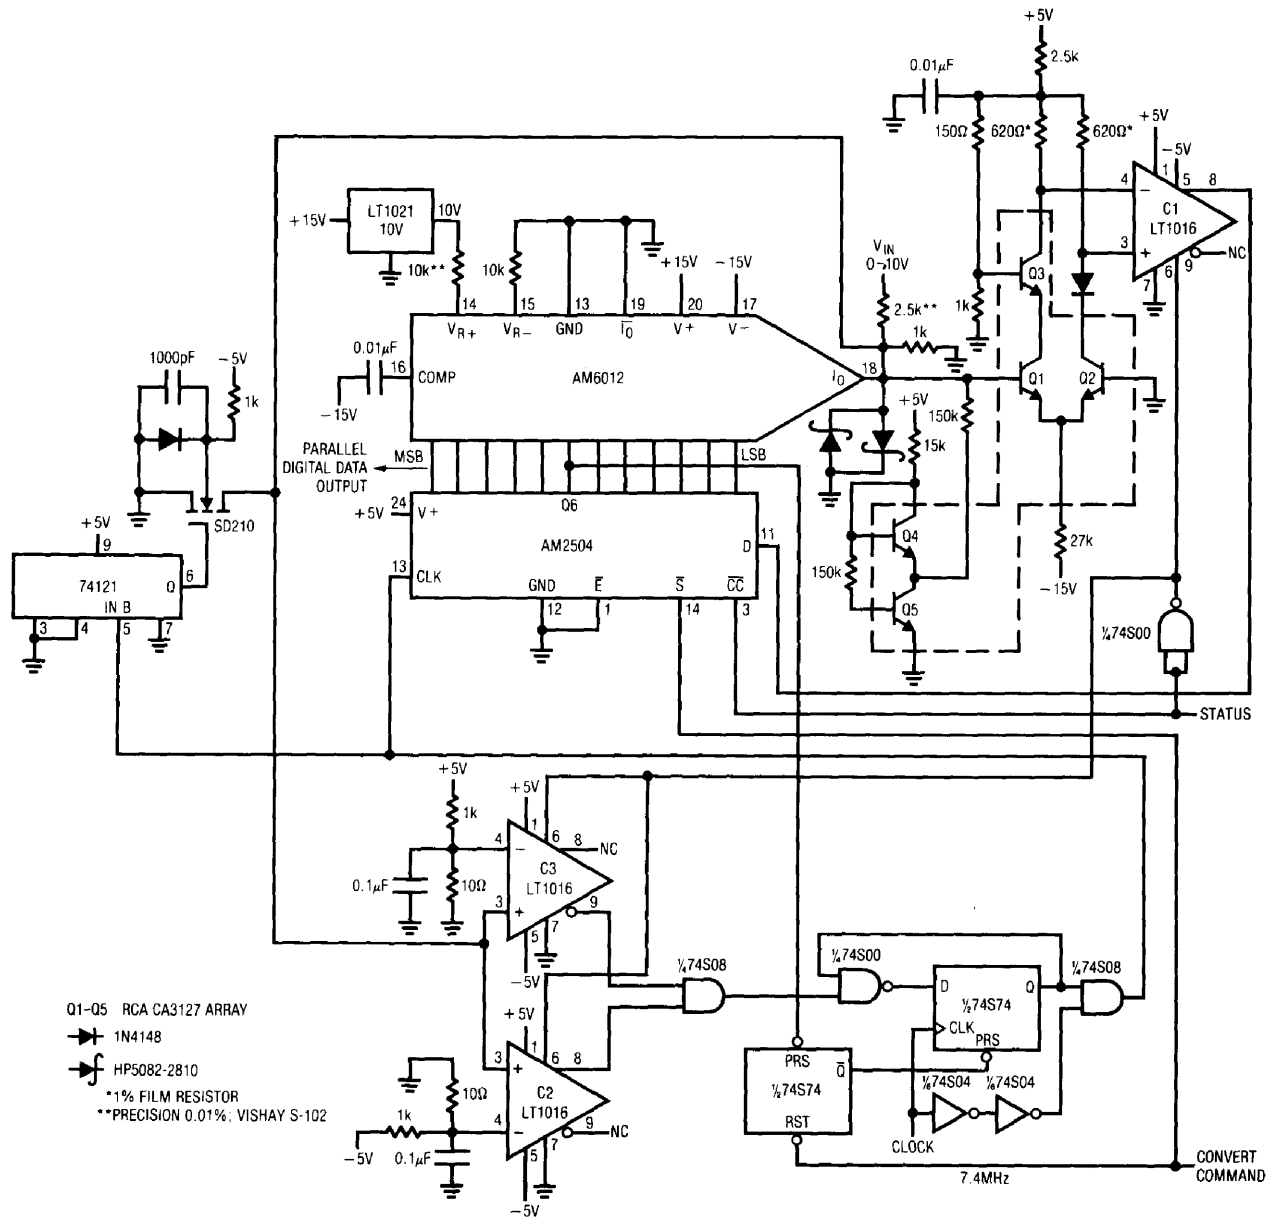 +5V
2.5k
0.01µF
150Ω
620Ω*
620Ω*
+5V
-5V
4
3
1
5
8
C1
LT1016
9
6
7
NC
LT1021
10V
10V
+15V
10k**
10k
+15V
-15V
VIN
0–10V
2.5k**
1k
1k
Q3
14
15
13
19
20
17
VR+
VR−
GND
IO
V+
V−
0.01µF
16
COMP
-15V
AM6012
IO
18
Q1
Q2
1000pF
-5V
1k
+5V
150k
15k
PARALLEL
DIGITAL DATA
OUTPUT
MSB
LSB
SD210
+5V
24
V+
Q6
AM2504
D
11
Q4
150k
Q5
27k
-15V
+5V
9
74121
Q
6
IN B
3
4
5
7
13
CLK
GND
E
S
CC
12
1
14
3
¼74S00
STATUS
+5V
1k
+5V
1
6
8
NC
4
C3
LT1016
0.1µF
10Ω
3
9
5
7
-5V
¼74S08
¼74S00
¼74S08
D
Q
½74S74
CLK
PRS
Q1-Q5 RCA CA3127 ARRAY
1N4148
HP5082-2810
*1% FILM RESISTOR
**PRECISION 0.01%; VISHAY S-102
+5V
1
6
8
3
C2
LT1016
10Ω
1k
4
9
NC
-5V
0.1µF
5
7
-5V
PRS
Q
½74S74
RST
⅙74S04
⅙74S04
CLOCK
7.4MHz
CONVERT
COMMAND